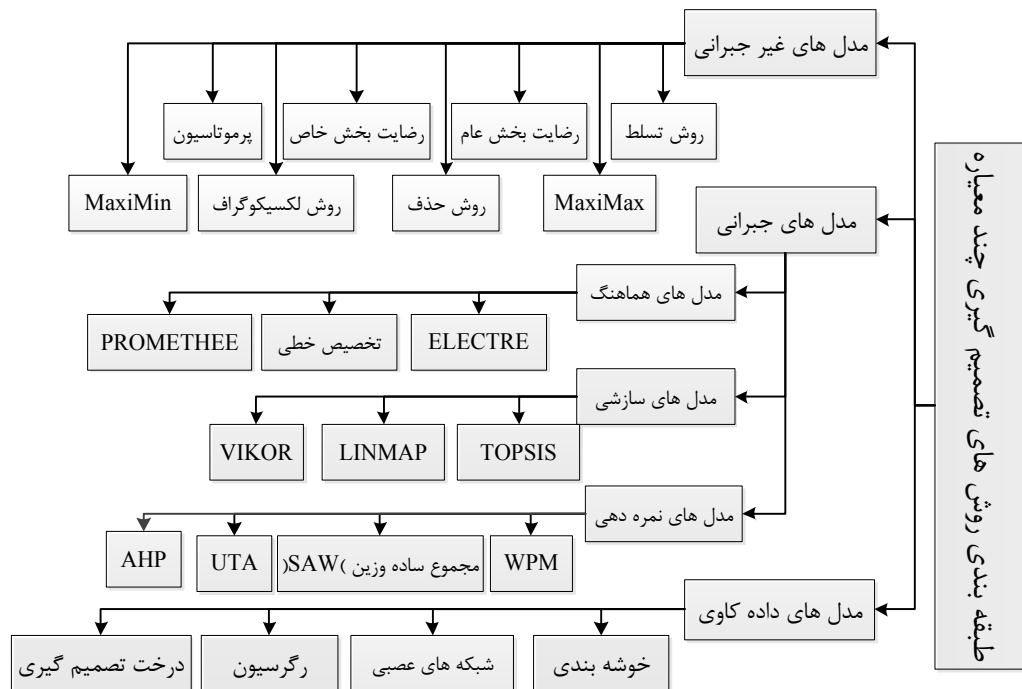 طبقه بندی روش های تصمیم گیری چند معیاره
مدل های غیر جبرانی
روش تسلط
رضایت بخش عام
رضایت بخش خاص
پرموتاسیون
MaxiMax
روش حذف
روش لکسیکوگراف
MaxiMin
مدل های جبرانی
مدل های هماهنگ
ELECTRE
تخصیص خطی
PROMETHEE
مدل های سازشی
TOPSIS
LINMAP
VIKOR
مدل های نمره دهی
WPM
مجموع ساده وزین )SAW(
UTA
AHP
مدل های داده کاوی
خوشه بندی
شبکه های عصبی
رگرسیون
درخت تصمیم گیری